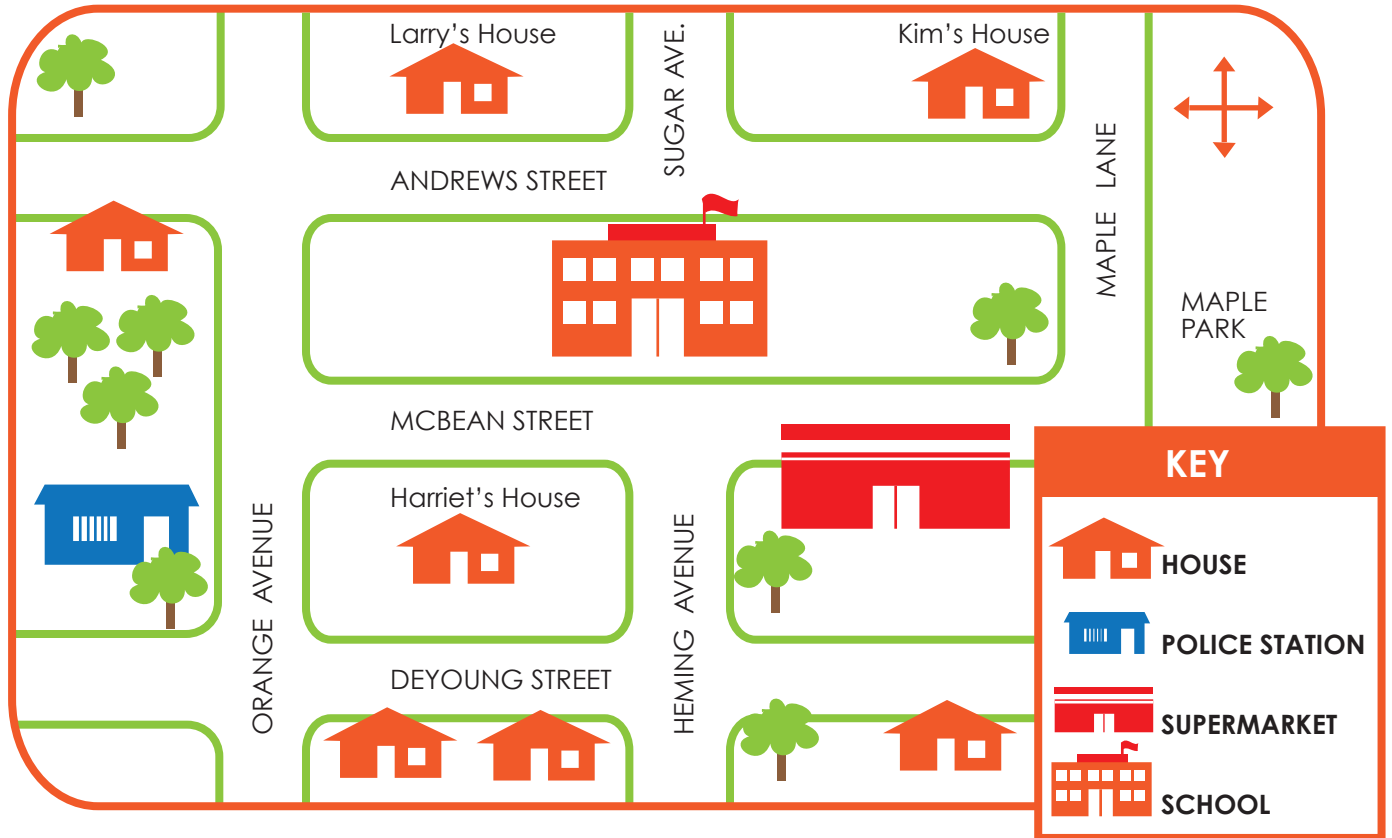 Larry's House
SUGAR AVE.
Kim's House
ANDREWS STREET
MAPLE LANE
MAPLE
PARK
MCBEAN STREET
Harriet's House
ORANGE AVENUE
HEMING AVENUE
DEYOUNG STREET
KEY
HOUSE
POLICE STATION
SUPERMARKET
SCHOOL